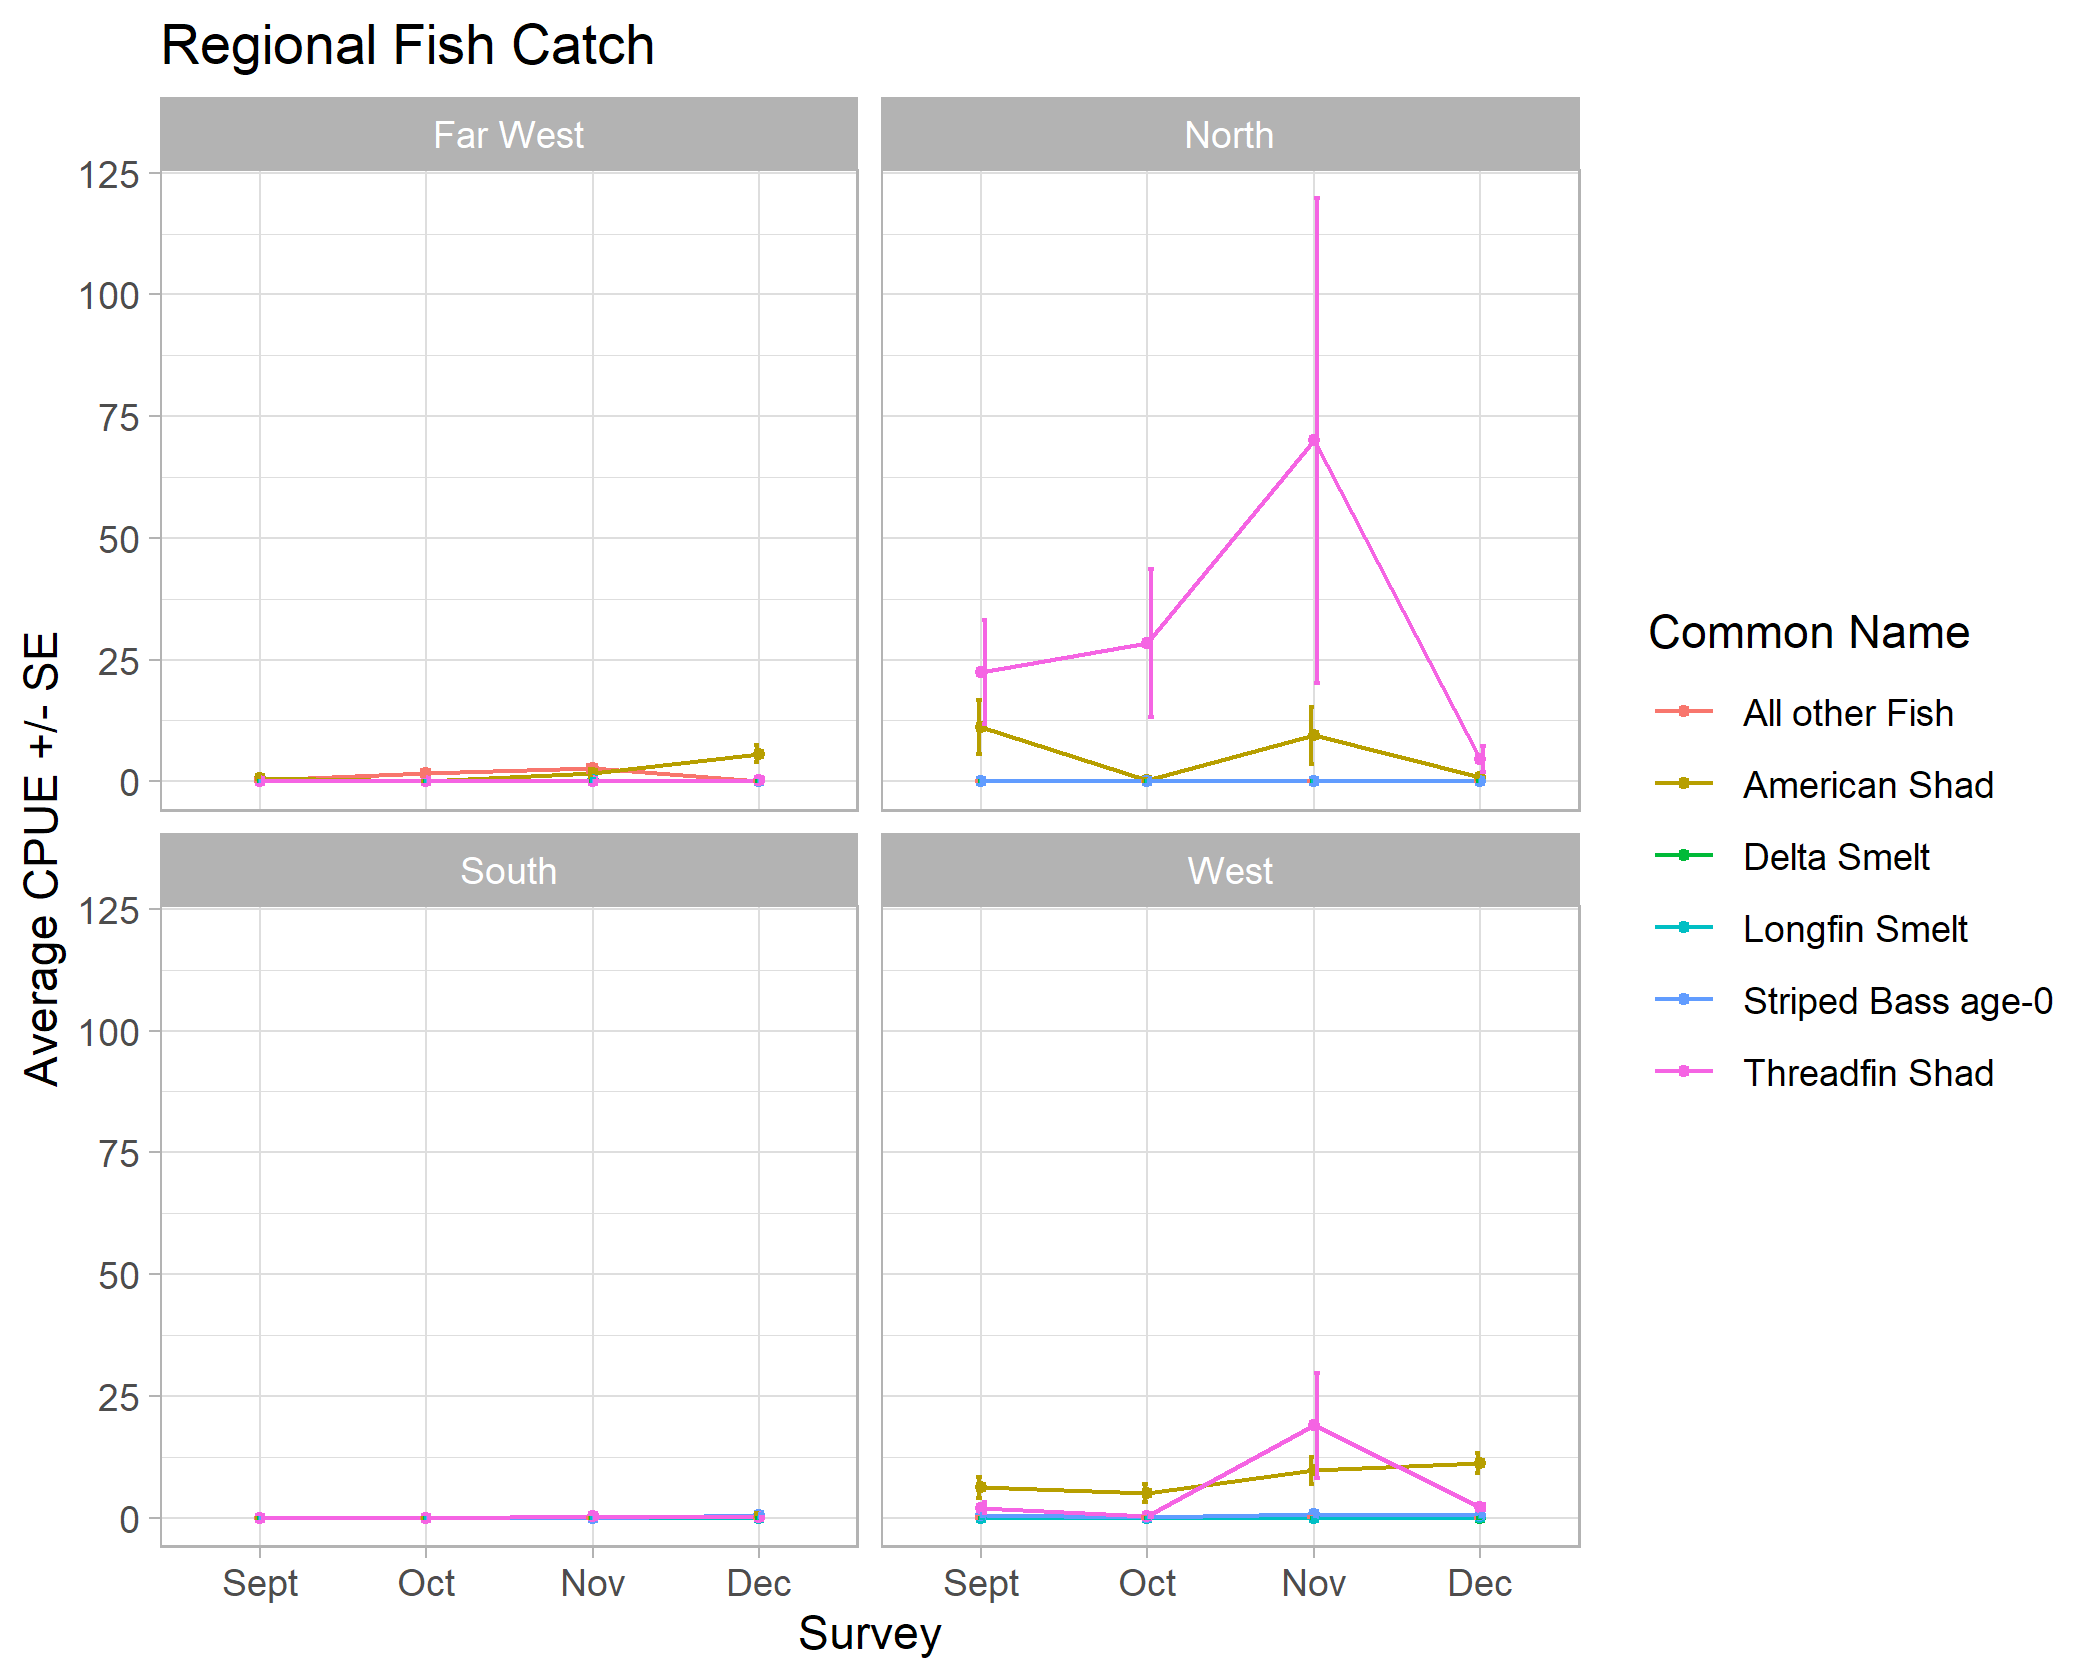 Regional Fish Catch
Far West
North
125
100
75
50
25
0
South
West
125
100
75
50
25
0
Sept Oct Nov Dec
Sept Oct Nov Dec
Survey
Average CPUE +/- SE
Common Name
All other Fish
American Shad
Delta Smelt
Longfin Smelt
Striped Bass age-0
Threadfin Shad